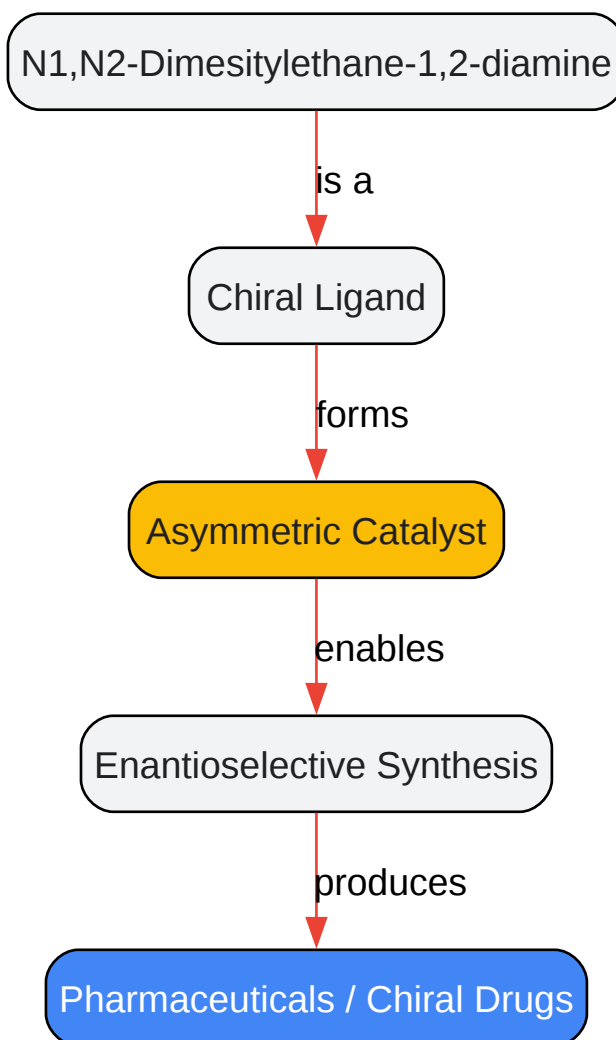 N1,N2-Dimesitylethane-1,2-diamine
is a
Chiral Ligand
forms
Asymmetric Catalyst
enables
Enantioselective Synthesis
produces
Pharmaceuticals / Chiral Drugs